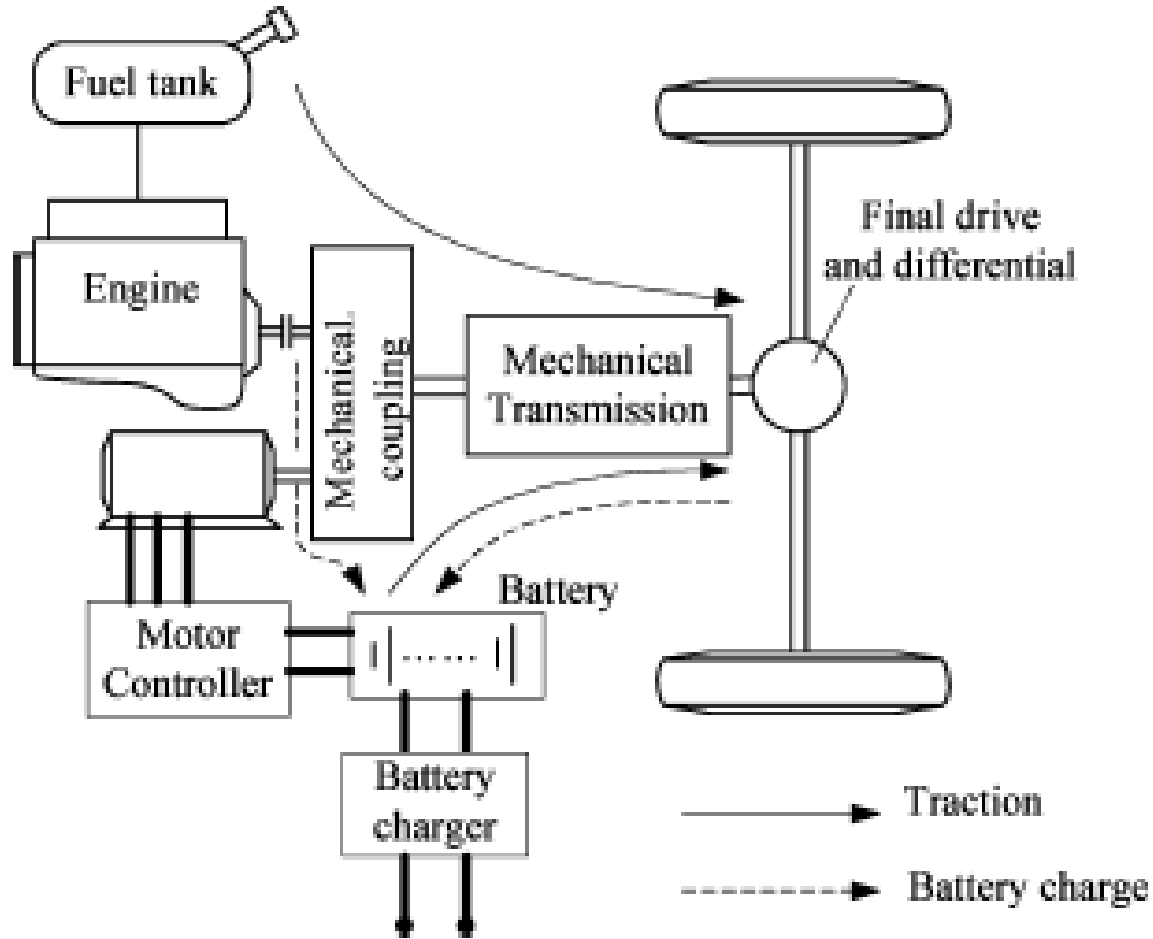 Fuel tank
Engine
Mechanical
coupling
Mechanical
Transmission
Final drive
and differential
Motor
Controller
Battery
Battery
charger
Traction
Battery charge